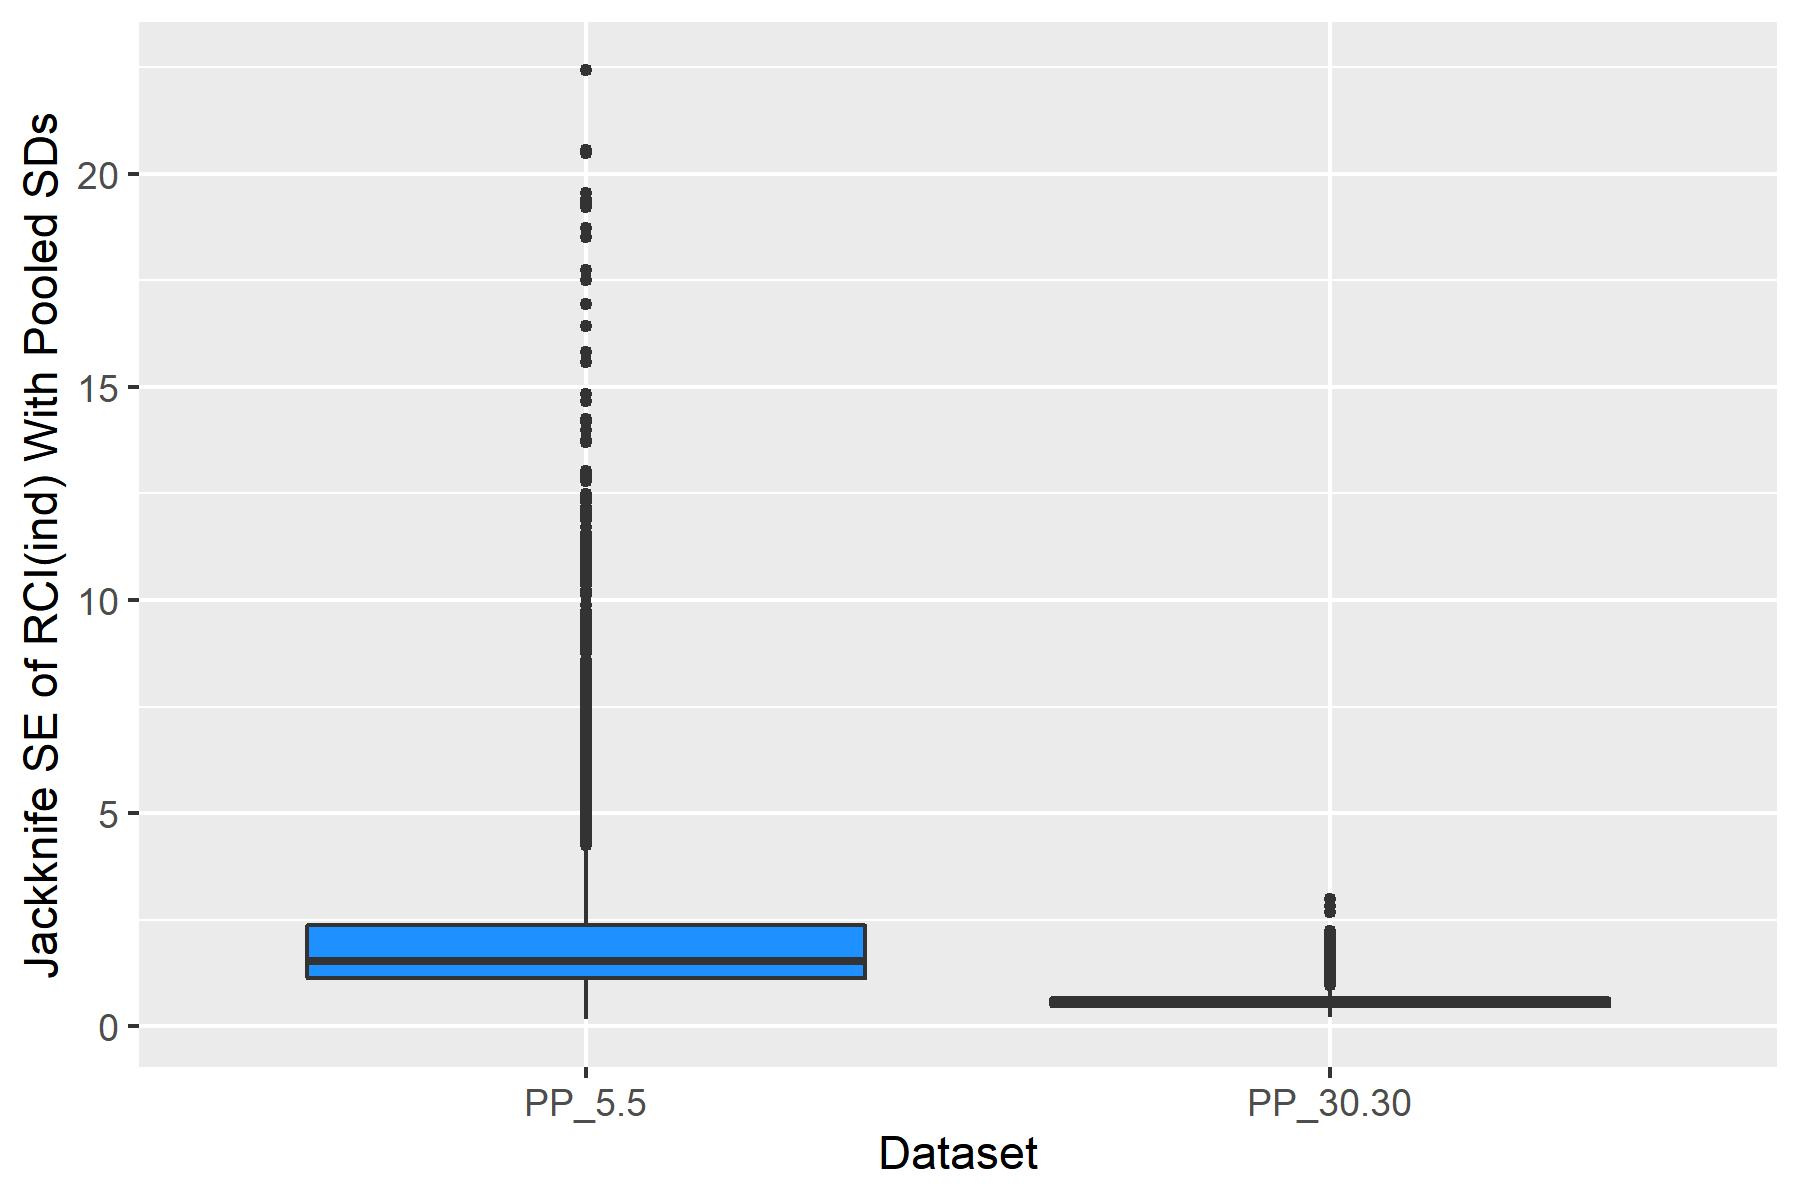 Jackknife SE of RCI(ind) With Pooled SDs
20
15
10
5
0
PP_5.5
PP_30.30
Dataset